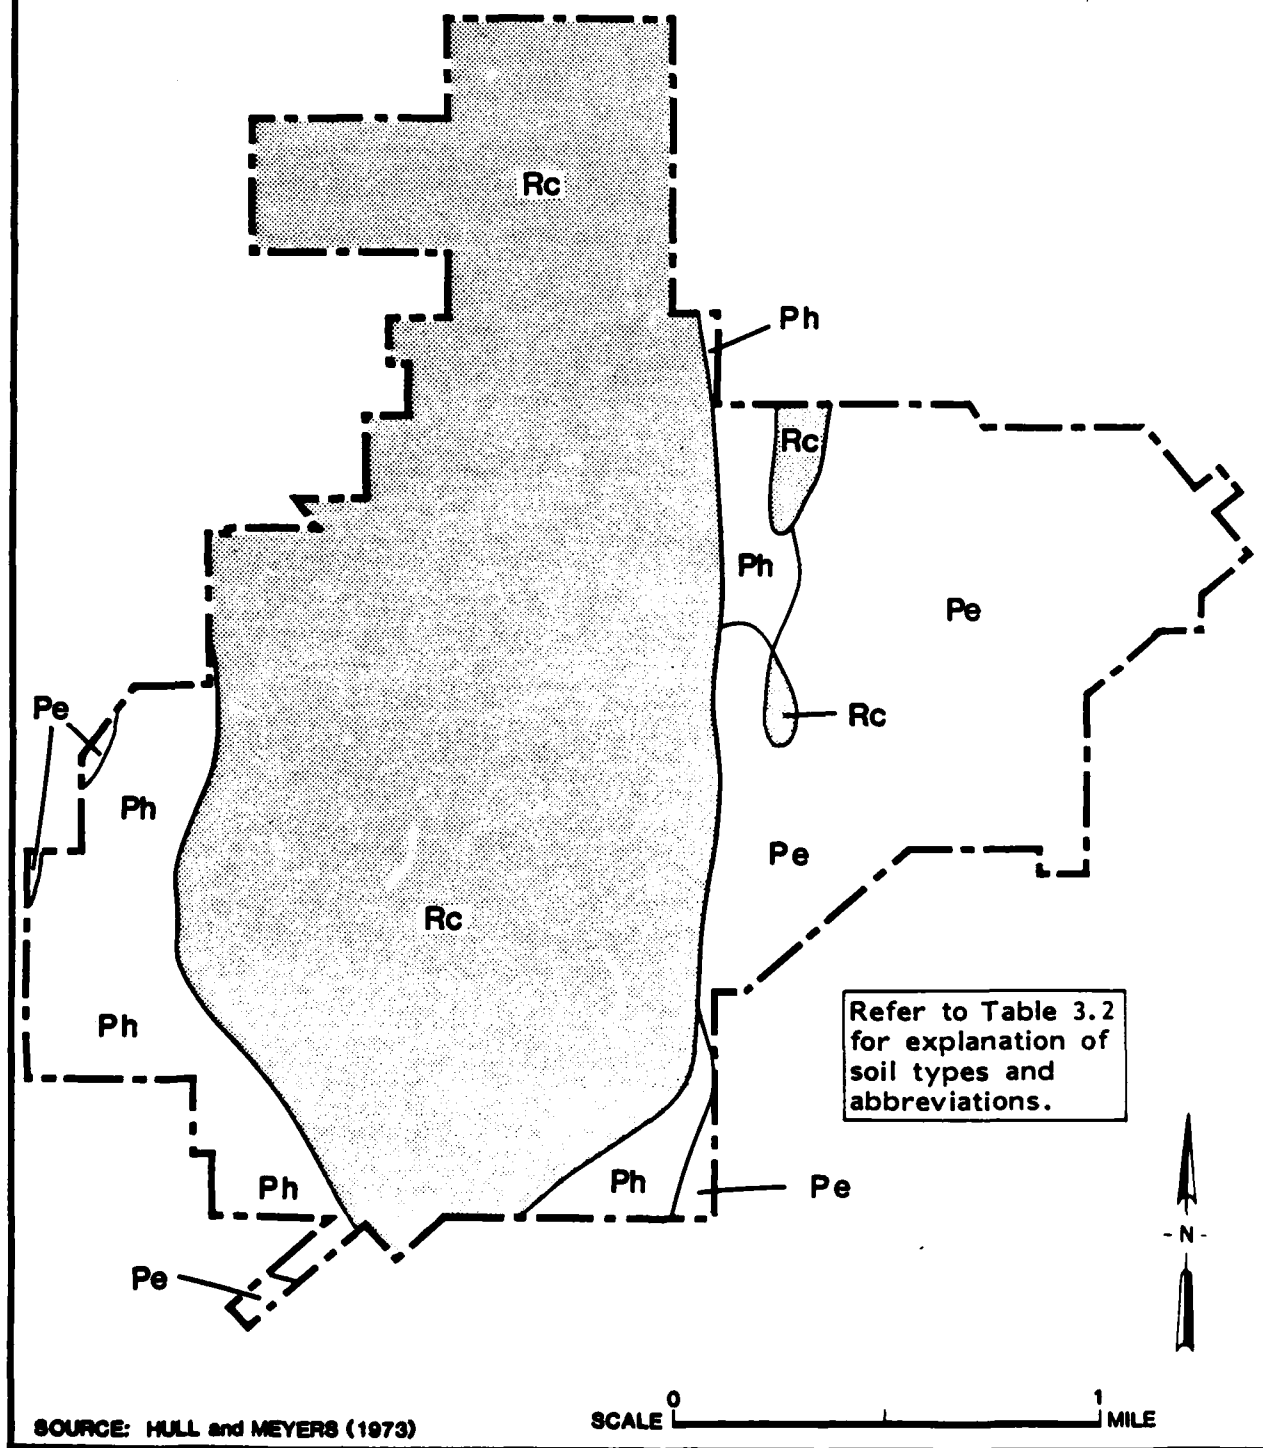 Rc
Ph
Rc
Ph
Pe
Pe
Rc
Ph
Pe
Rc
Refer to Table 3.2
for explanation of
soil types and
abbreviations.
Ph
Ph
Ph
Pe
- N -
Pe
0 1
SCALE MILE
SOURCE: HULL and MEYERS (1973)